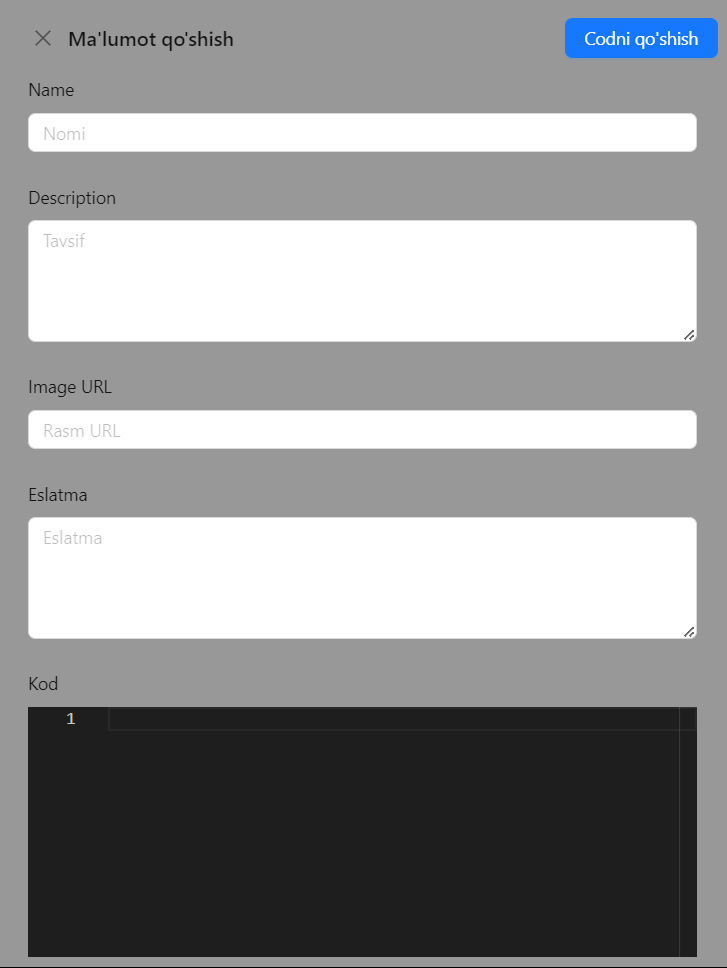 Ma'lumot qo'shish
Codni qo'shish
Name
Nomi
Description
Tavsif
Image URL
Rasm URL
Eslatma
Eslatma
Kod
1